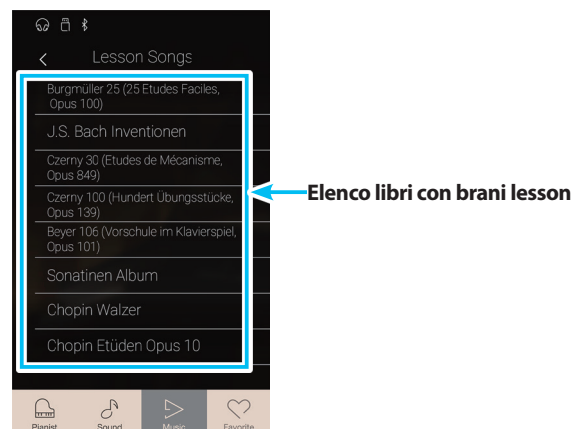 Lesson Songs
Burgmüller 25 (25 Etudes Faciles,
Opus 100)
J.S. Bach Inventionen
Czerny 30 (Etudes de Mécanisme,
Opus 849)
Elenco libri con brani lesson
Czerny 100 (Hundert Übungsstücke,
Opus 139)
Beyer 106 (Vorschule im Klavierspiel,
Opus 101)
Sonatinen Album
Chopin Walzer
Chopin Etüden Opus 10
Pianist Sound Music Favorite